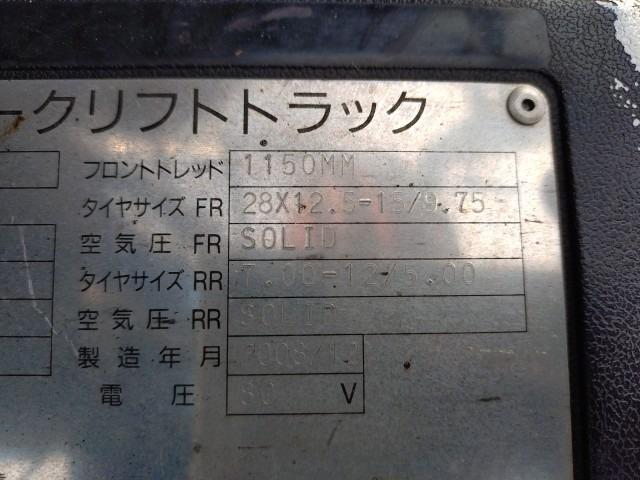 ークリフトトラック
フロントトレッド 1150MM
タイヤサイズ FR 28X12.5-15/9.75
空気圧 FR SOLID
タイヤサイズ RR 7.00-12/5.00
空気圧 RR SOLID
製造年月
電圧 80 V